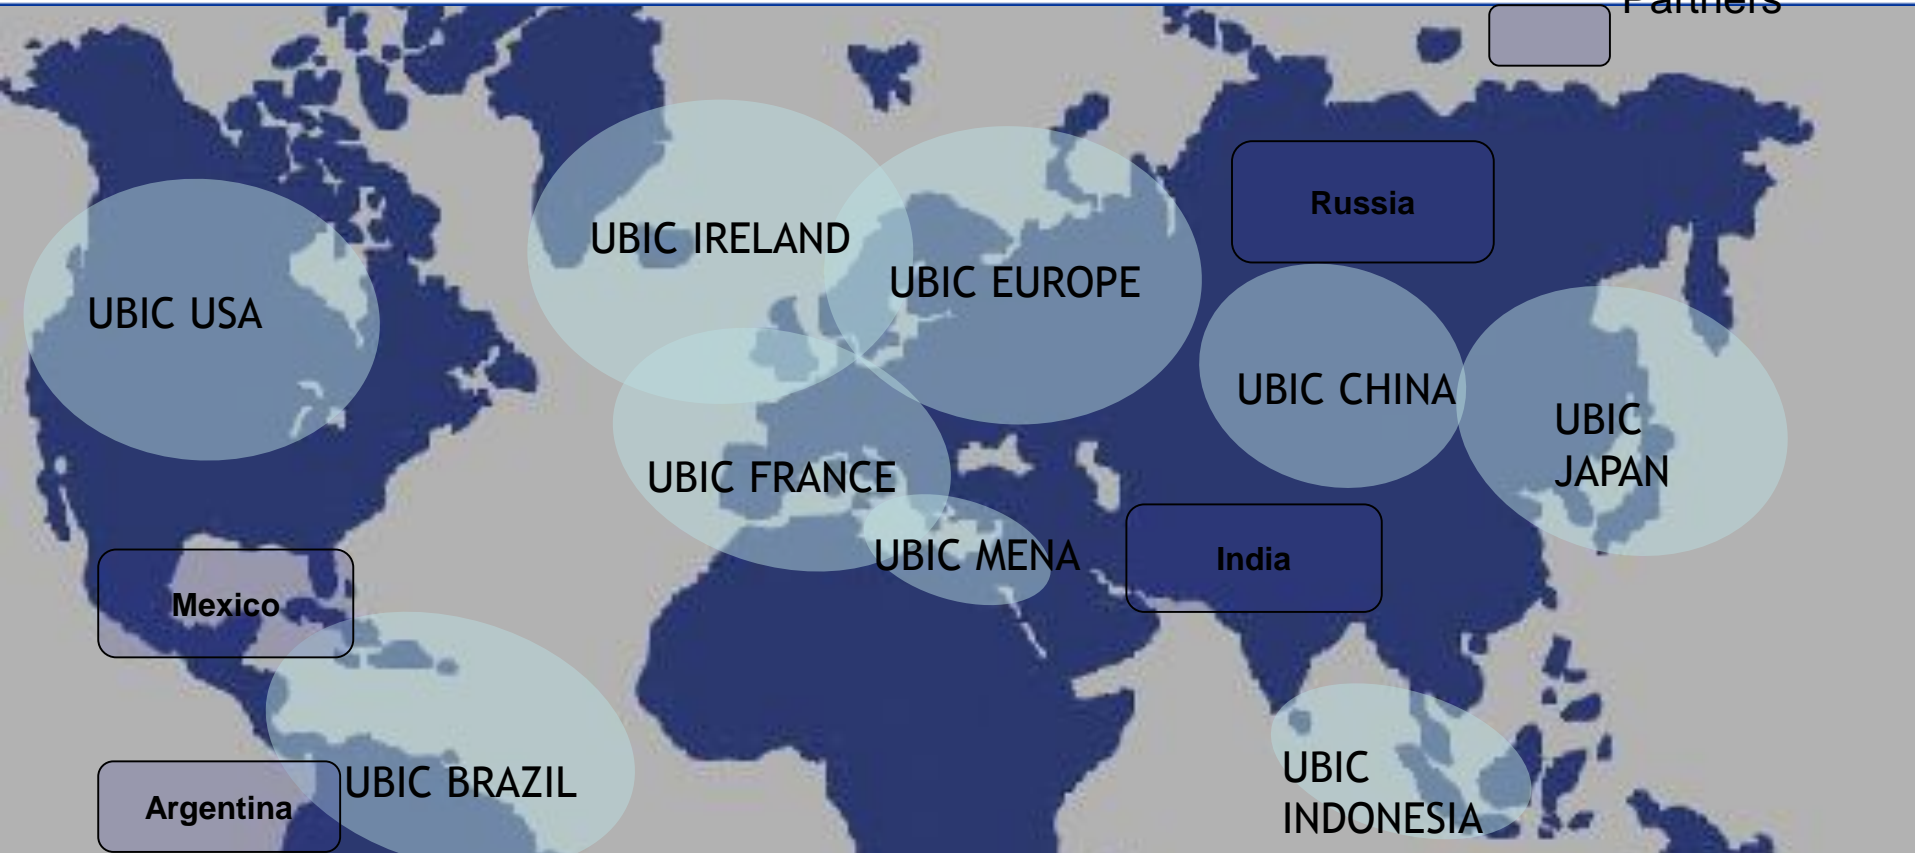 Partners
Russia
UBIC IRELAND
UBIC EUROPE
UBIC USA
UBIC CHINA
UBIC
JAPAN
UBIC FRANCE
UBIC MENA
India
Mexico
UBIC BRAZIL
Argentina
UBIC
INDONESIA